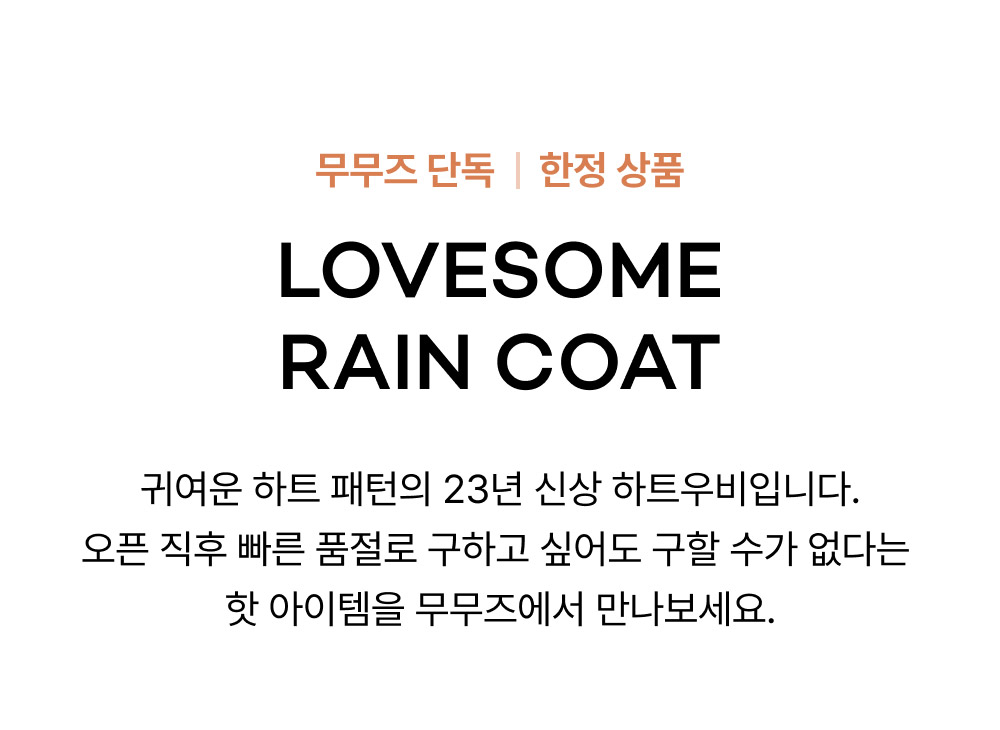 무무즈 단독 | 한정 상품
LOVESOME
RAIN COAT
귀여운 하트 패턴의 23년 신상 하트우비입니다.
오픈 직후 빠른 품절로 구하고 싶어도 구할 수가 없다는
핫 아이템을 무무즈에서 만나보세요.